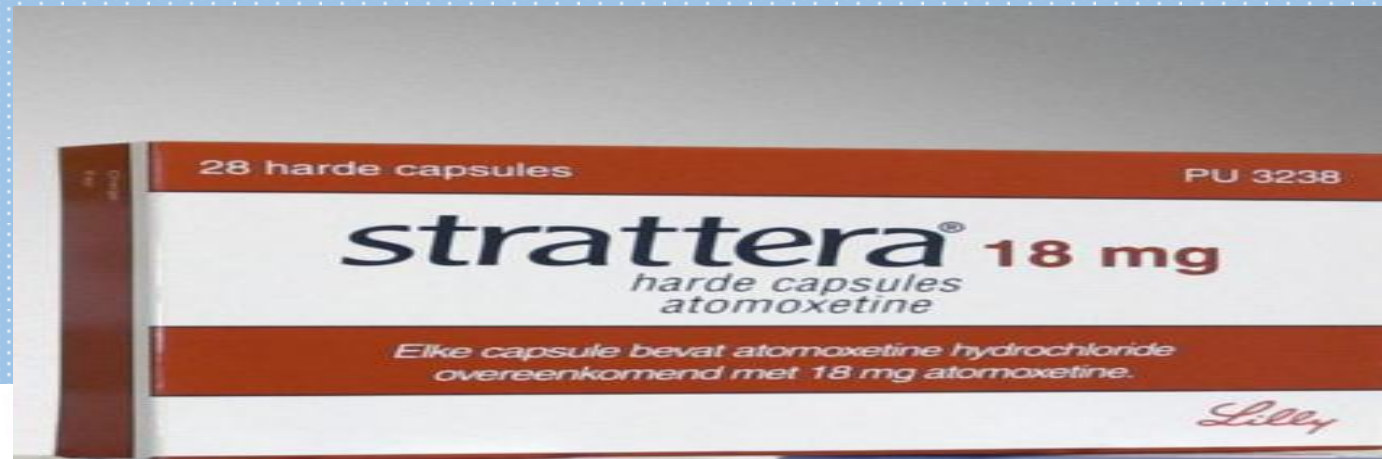 28 harde capsules
PU 3238
strattera® 18 mg
harde capsules
atomoxetine
Elke capsule bevat atomoxetine hydrochloride
overeenkomend met 18 mg atomoxetine.
Lilly